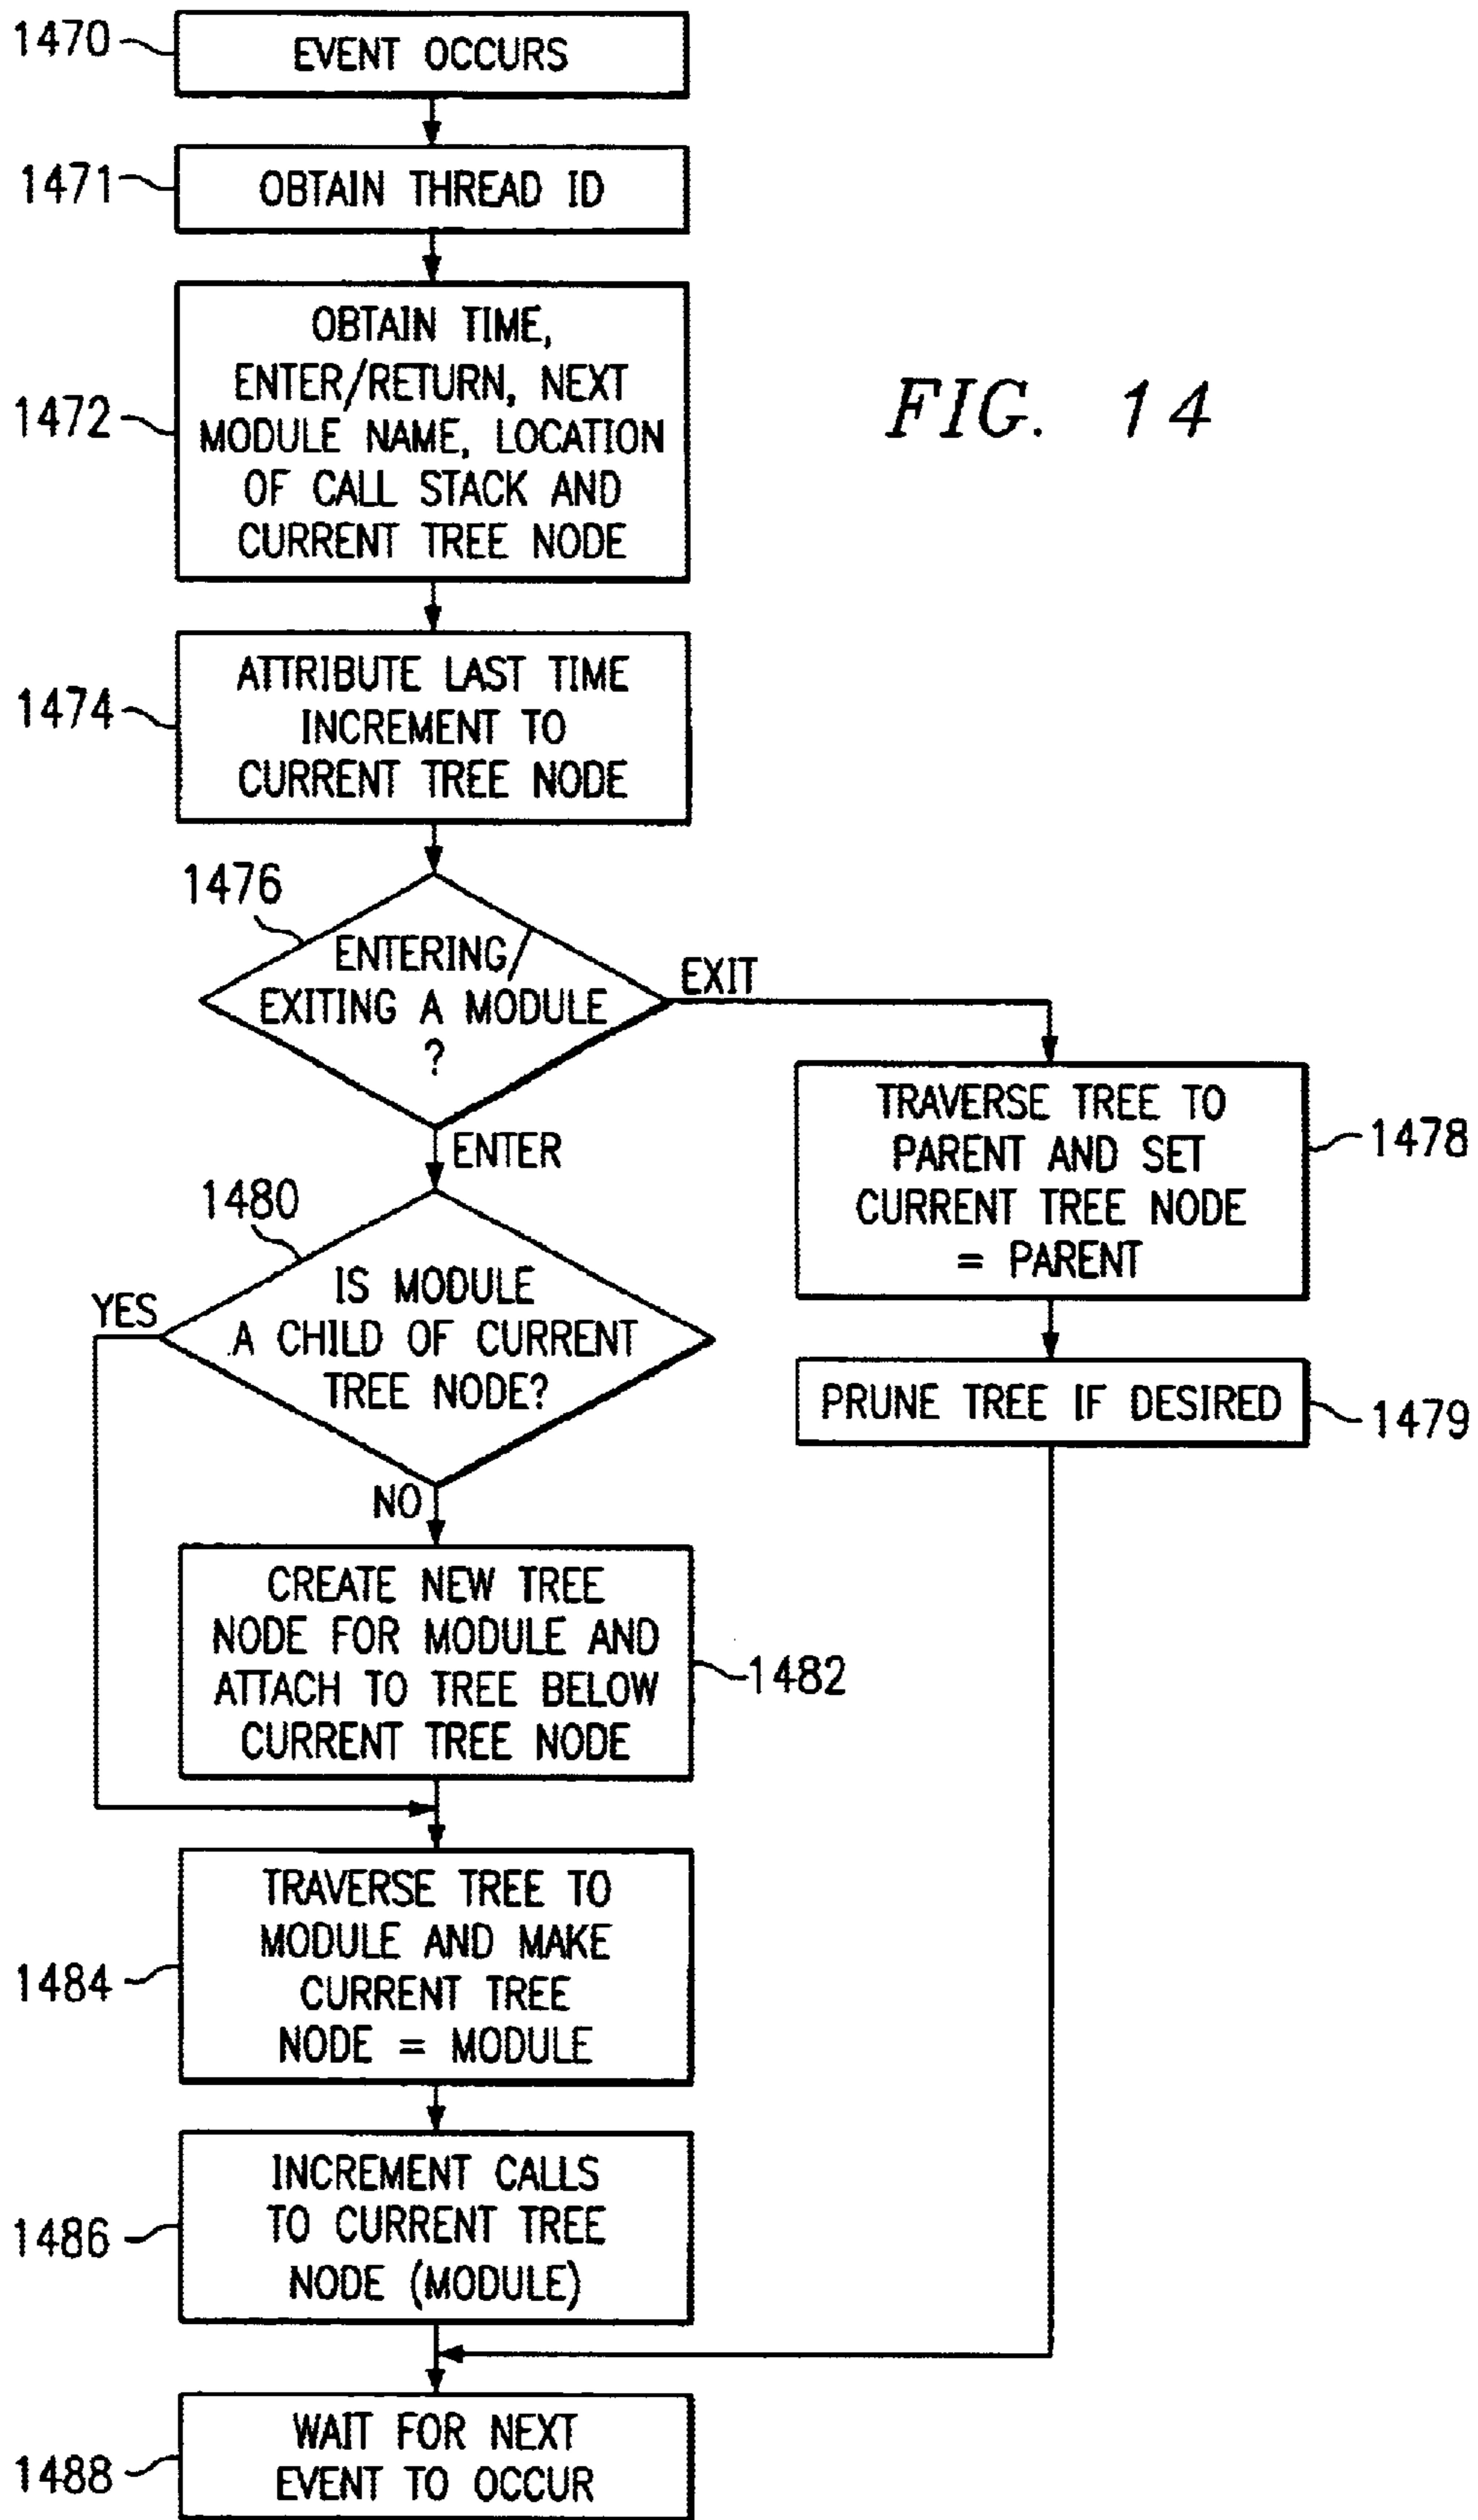 1470
EVENT OCCURS
1471
OBTAIN THREAD ID
1472
OBTAIN TIME,
ENTER/RETURN, NEXT
MODULE NAME, LOCATION
OF CALL STACK AND
CURRENT TREE NODE
FIG. 14
1474
ATTRIBUTE LAST TIME
INCREMENT TO
CURRENT TREE NODE
1476
ENTERING/
EXITING A MODULE
?
EXIT
ENTER
TRAVERSE TREE TO
PARENT AND SET
CURRENT TREE NODE
= PARENT
1478
PRUNE TREE IF DESIRED
1479
1480
IS MODULE
A CHILD OF CURRENT
TREE NODE?
YES
NO
CREATE NEW TREE
NODE FOR MODULE AND
ATTACH TO TREE BELOW
CURRENT TREE NODE
1482
1484
TRAVERSE TREE TO
MODULE AND MAKE
CURRENT TREE
NODE = MODULE
1486
INCREMENT CALLS
TO CURRENT TREE
NODE (MODULE)
1488
WAIT FOR NEXT
EVENT TO OCCUR